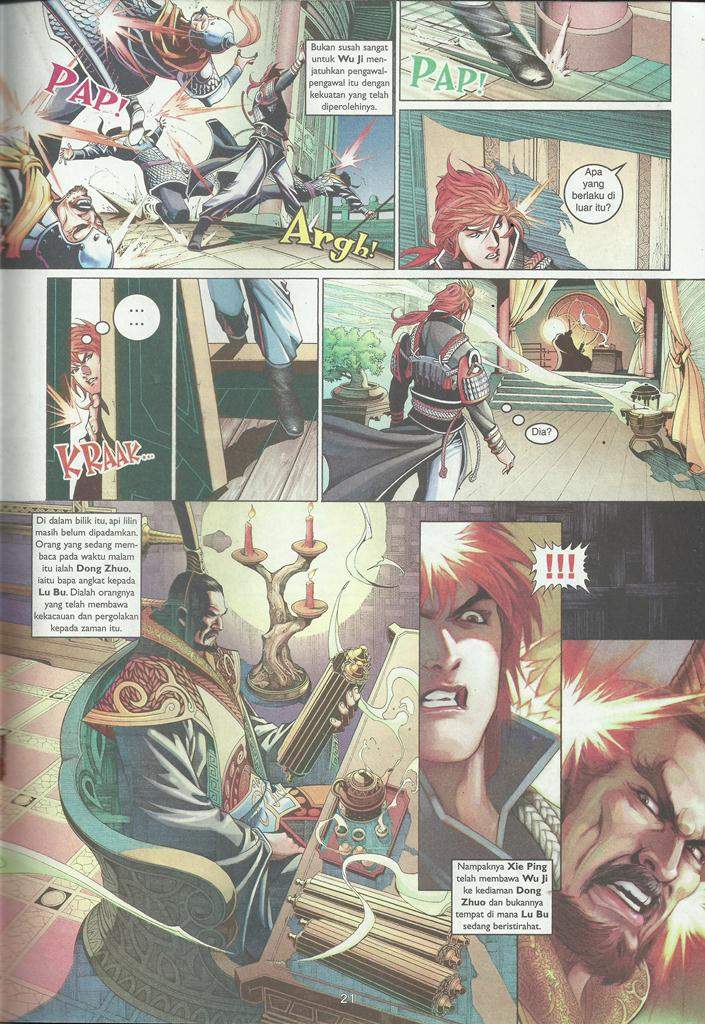 PAP!
Bukan susah sangat
untuk Wu Ji men-
jatuhkan pengawal-
pengawal itu dengan
kekuatan yang telah
diperolehinya.
Argh!
PAP!
Apa
yang
berlaku di
luar itu?
...
...
KRAAK...
Dia?
Di dalam bilik itu, api lilin
masih belum dipadamkan.
Orang yang sedang mem-
baca pada waktu malam
itu ialah Dong Zhuo,
iaitu bapa angkat kepada
Lu Bu. Dialah orangnya
yang telah membawa
kekacauan dan pergolakan
kepada zaman itu.
!!!
Nampaknya Xie Ping
telah membawa Wu Ji
ke kediaman Dong
Zhuo dan bukannya
tempat di mana Lu Bu
sedang beristirahat.
21